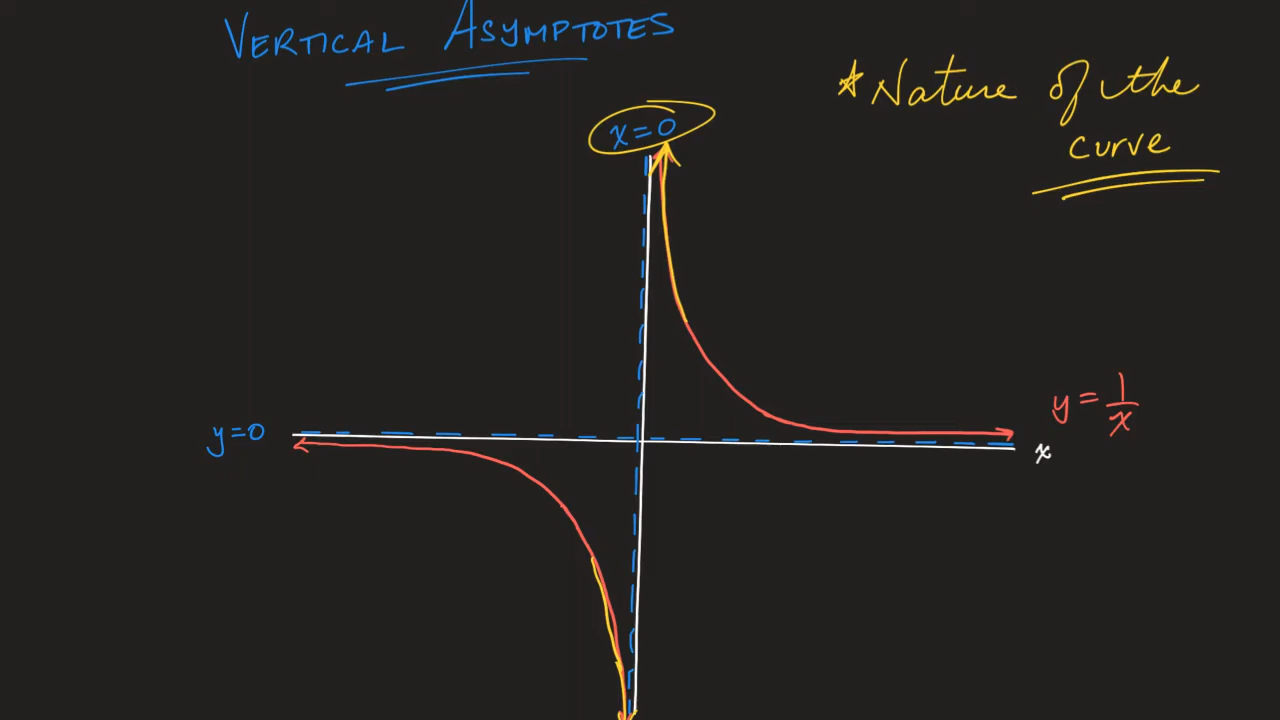 VERTICAL ASYMPTOTES
* Nature of the
curve
x=0
y = 1/x
y=0
x